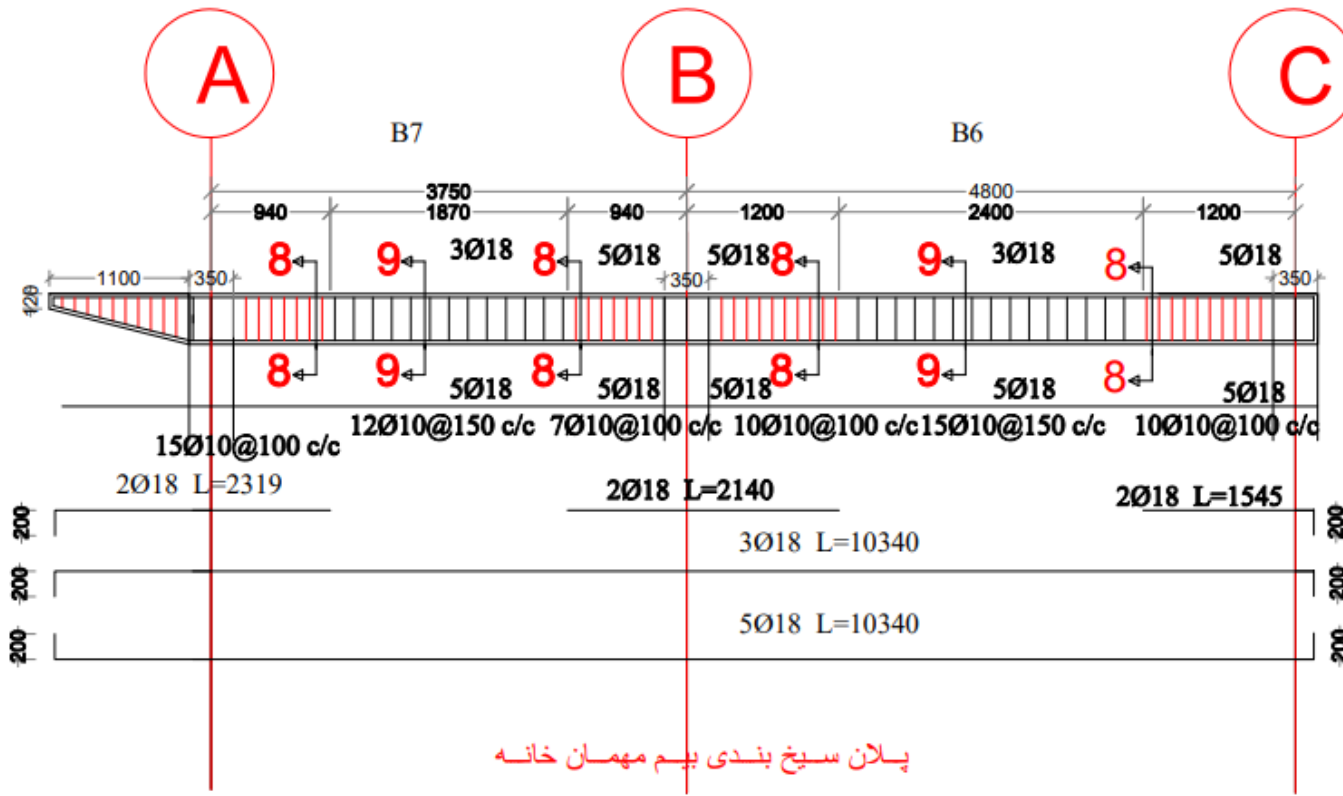 A B C
B7 B6
3750 4800
940 1870 940 1200 2400 1200
8 9 3Ø18 8 5Ø18 5Ø18 8 9 3Ø18 8 5Ø18
1100 350 350 350
120
8 9 8 8 9 8
5Ø18 5Ø18 5Ø18 5Ø18 5Ø18
15Ø10@100 c/c 12Ø10@150 c/c 7Ø10@100 c/c 10Ø10@100 c/c 15Ø10@150 c/c 10Ø10@100 c/c
2Ø18 L=2319 2Ø18 L=2140 2Ø18 L=1545
200 200
3Ø18 L=10340
200 200
5Ø18 L=10340
200 200
پلان سیخ بندی بیم مهمان خانه